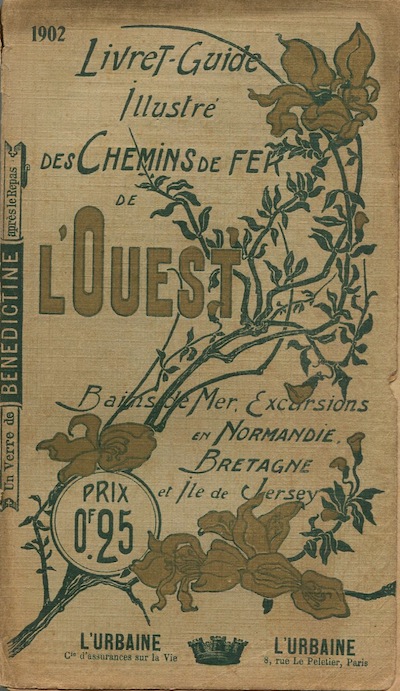 1902
Livret-Guide
Illustré
DES CHEMINS DE FER
DE
L'OUEST
Bains de Mer, Excursions
EN NORMANDIE,
BRETAGNE
et Ile de Jersey
PRIX
0F.25
Un Verre de BÉNÉDICTINE après le Repas
L'URBAINE
Cie d'assurances sur la Vie
L'URBAINE
8, rue Le Peletier, Paris